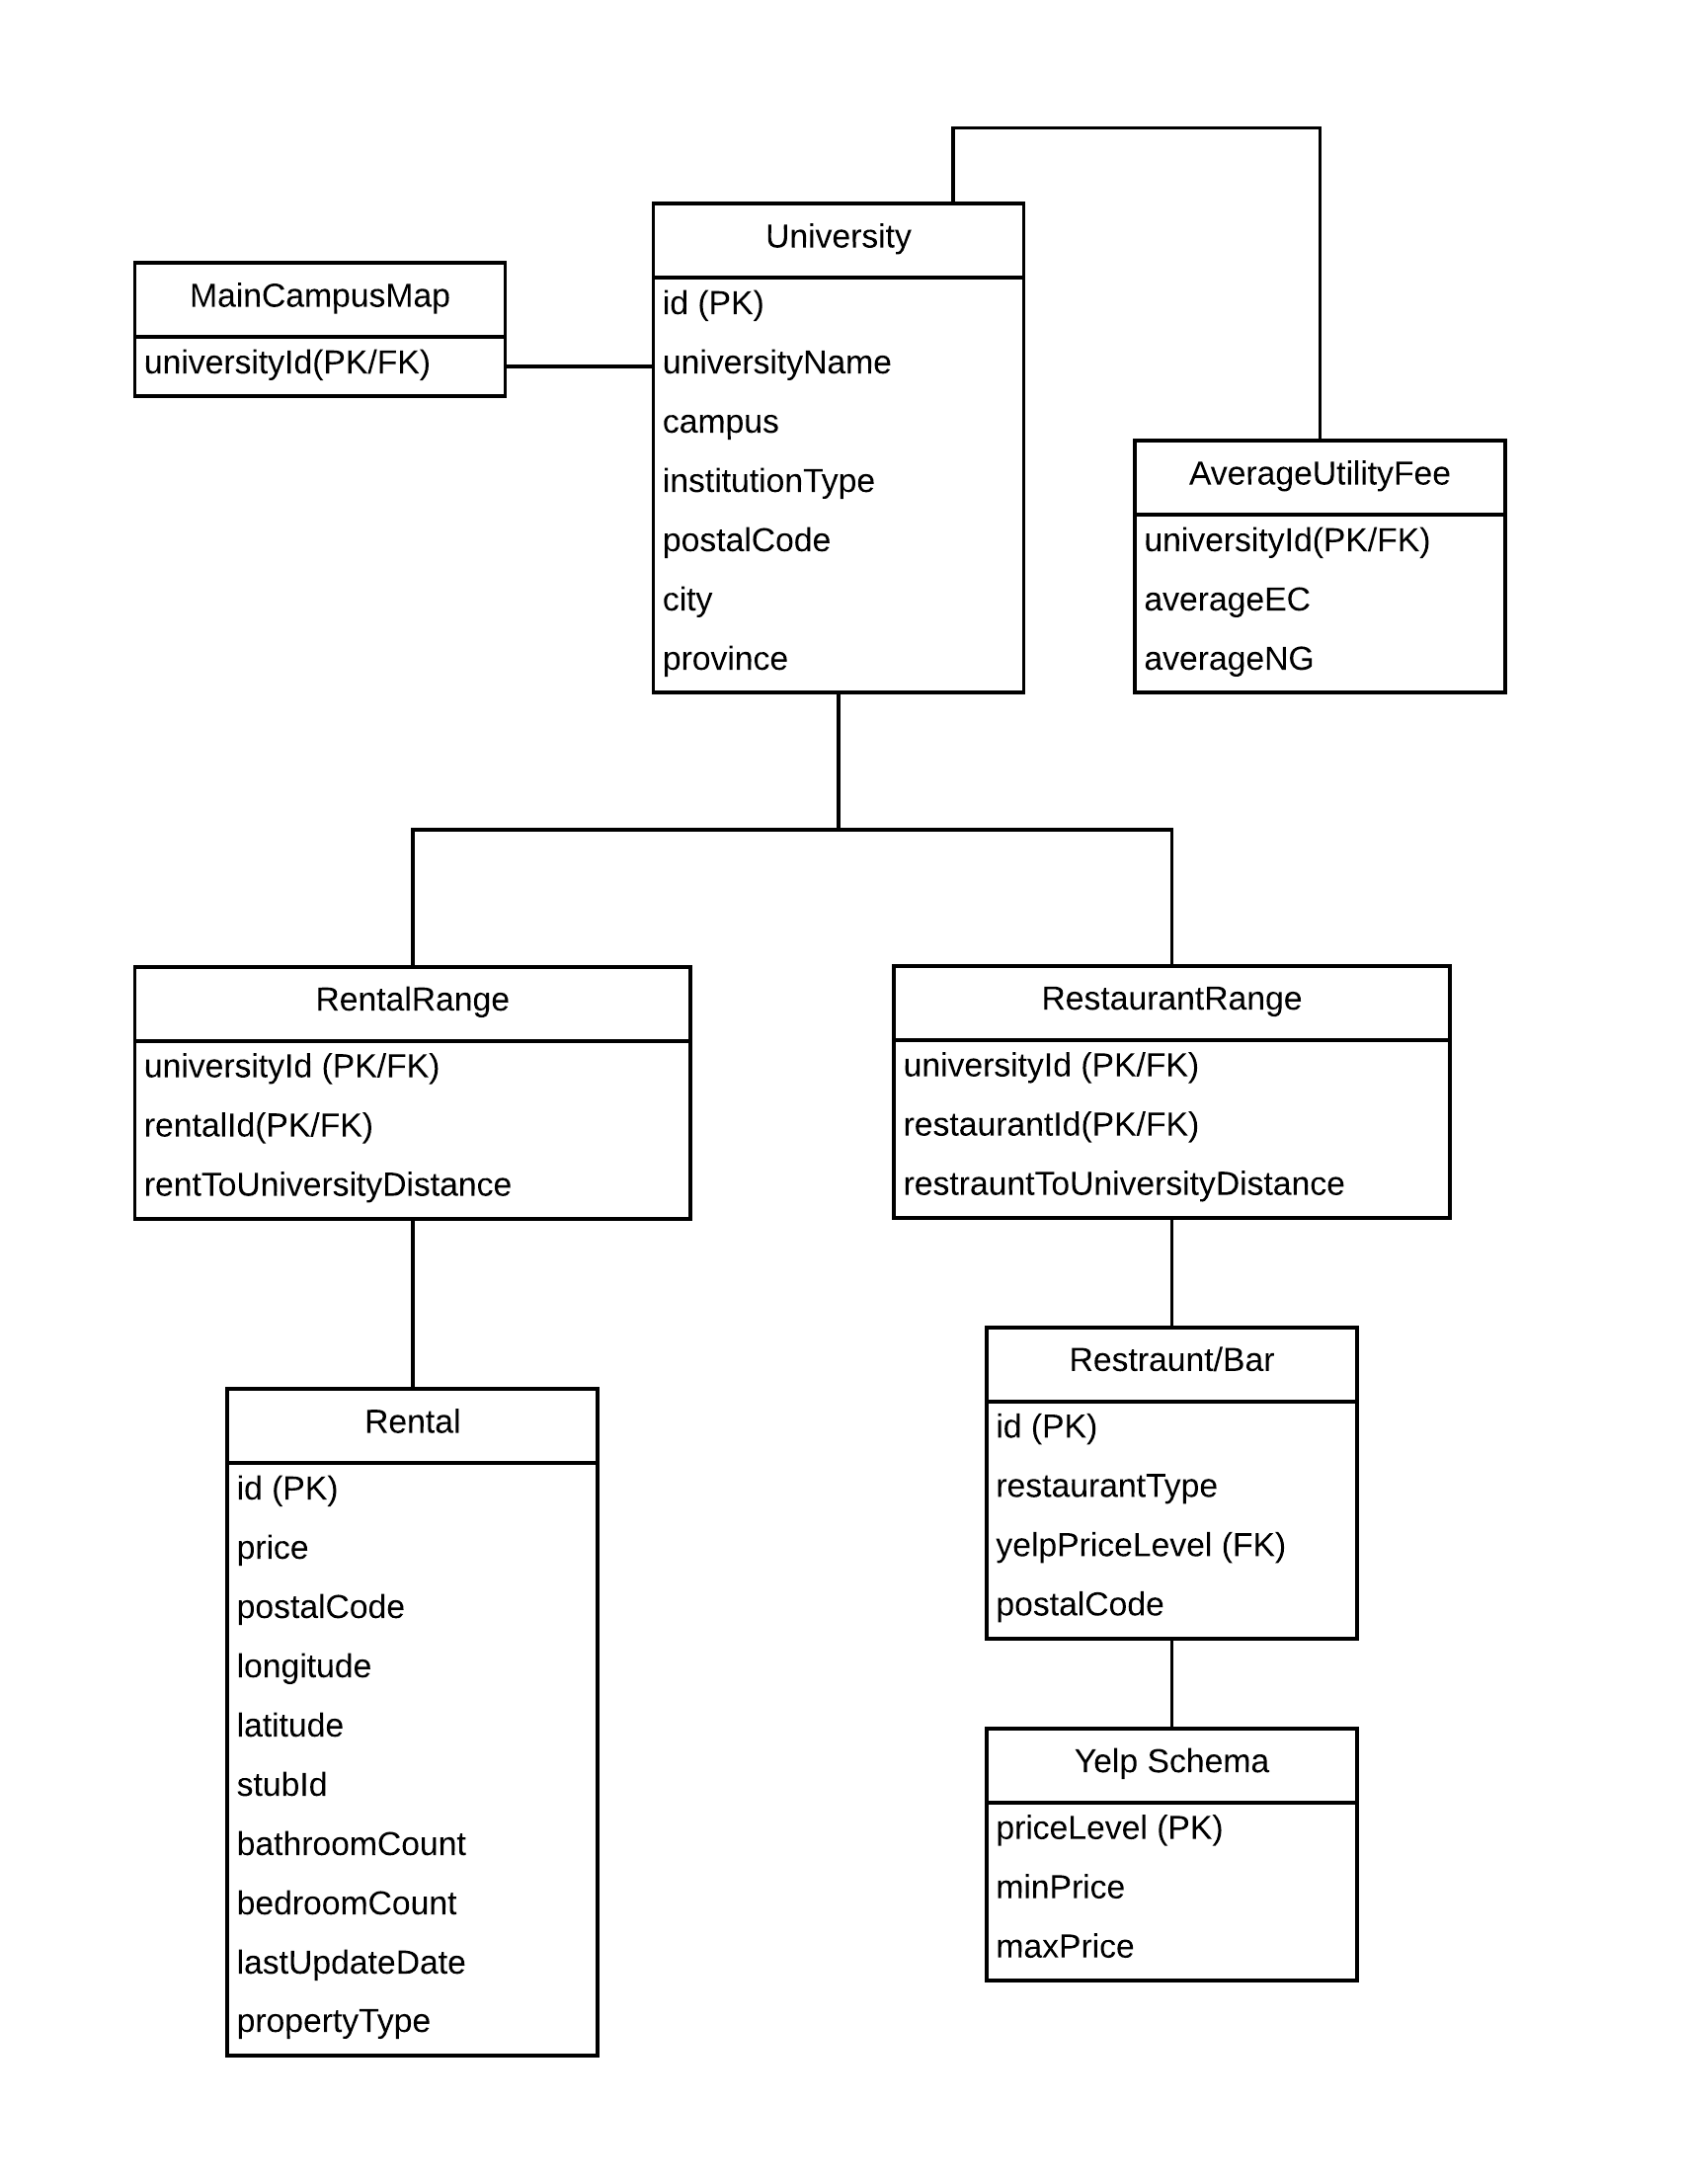 University
id (PK)
universityName
campus
institutionType
postalCode
city
province
MainCampusMap
universityId(PK/FK)
AverageUtilityFee
universityId(PK/FK)
averageEC
averageNG
RentalRange
universityId (PK/FK)
rentalId(PK/FK)
rentToUniversityDistance
RestaurantRange
universityId (PK/FK)
restaurantId(PK/FK)
restrauntToUniversityDistance
Rental
id (PK)
price
postalCode
longitude
latitude
stubId
bathroomCount
bedroomCount
lastUpdateDate
propertyType
Restraunt/Bar
id (PK)
restaurantType
yelpPriceLevel (FK)
postalCode
Yelp Schema
priceLevel (PK)
minPrice
maxPrice